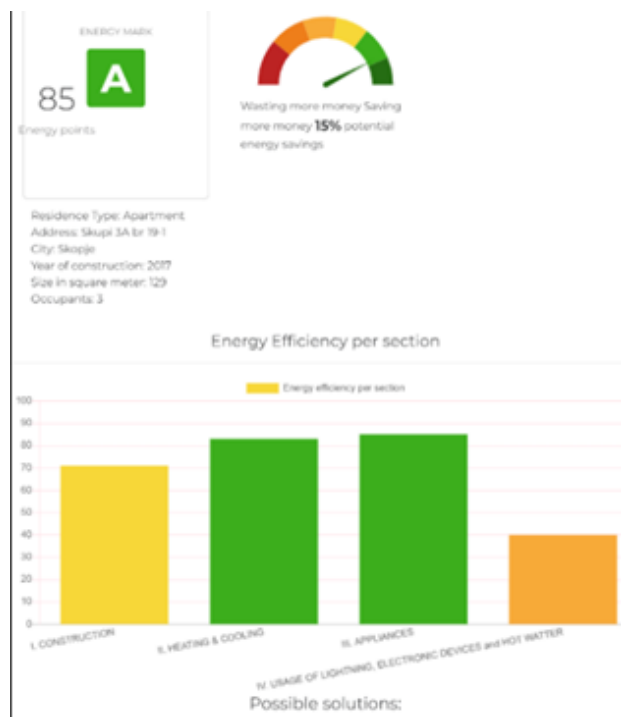 ENERGY MARK
85
A
Energy points
Wasting more money Saving
more money 15% potential
energy savings
Residence Type: Apartment
Address: Skupi 3A br 19-1
City: Skopje
Year of construction: 2017
Size in square meter: 129
Occupants: 3
Energy Efficiency per section
Energy efficiency per section
100
90
80
70
60
50
40
30
20
10
0
I. CONSTRUCTION
II. HEATING & COOLING
III. APPLIANCES
IV. USAGE OF LIGHTNING, ELECTRONIC DEVICES and HOT WATTER
Possible solutions: